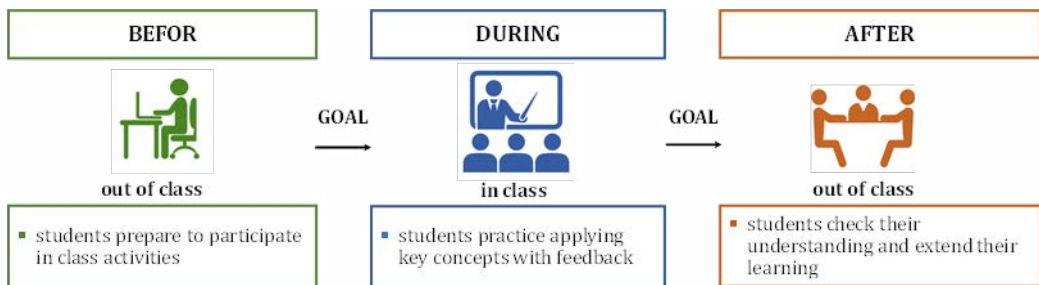 BEFOR
DURING
AFTER
GOAL
GOAL
out of class
in class
out of class
▪ students prepare to participate
in class activities
▪ students practice applying
key concepts with feedback
▪ students check their
understanding and extend their
learning